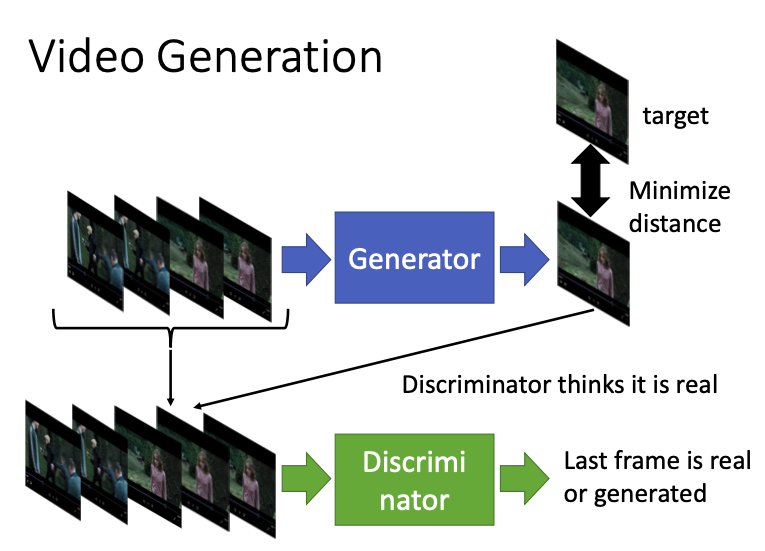 Video Generation
target
Minimize
distance
Generator
Discriminator thinks it is real
Discrimi
nator
Last frame is real
or generated